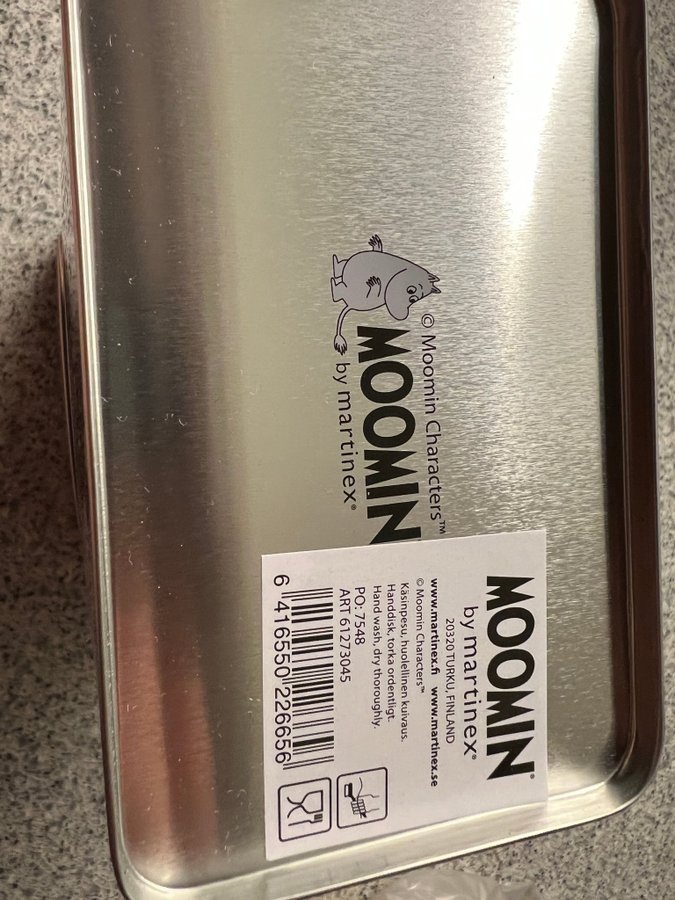 © Moomin Characters™
MOOMIN
by martinex®
MOOMIN®
by martinex®
20320 TURKU, FINLAND
www.martinex.fi www.martinex.se
© Moomin Characters™
Käsinpesu, huolellinen kuivaus.
Handdisk, torka ordentligt.
Hand wash, dry thoroughly.
PO: 7548
ART 61273045
6 416550 226656